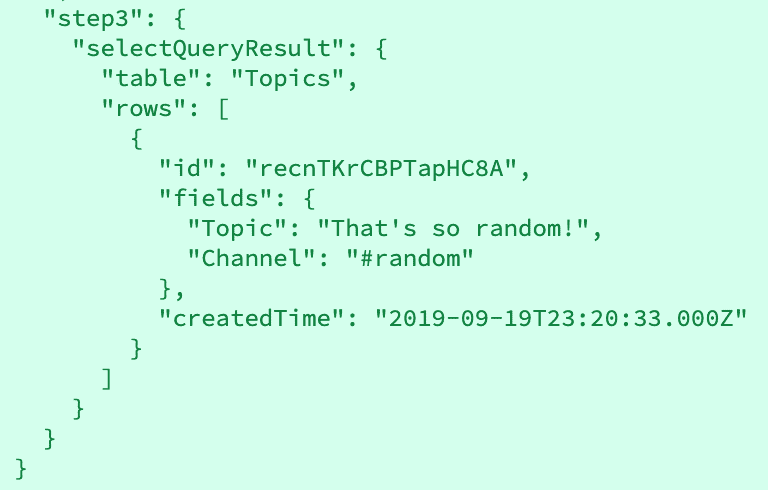 "step3": {
"selectQueryResult": {
"table": "Topics",
"rows": [
{
"id": "recnTKrCBPTapHC8A",
"fields": {
"Topic": "That's so random!",
"Channel": "#random"
},
"createdTime": "2019-09-19T23:20:33.000Z"
}
]
}
}
}